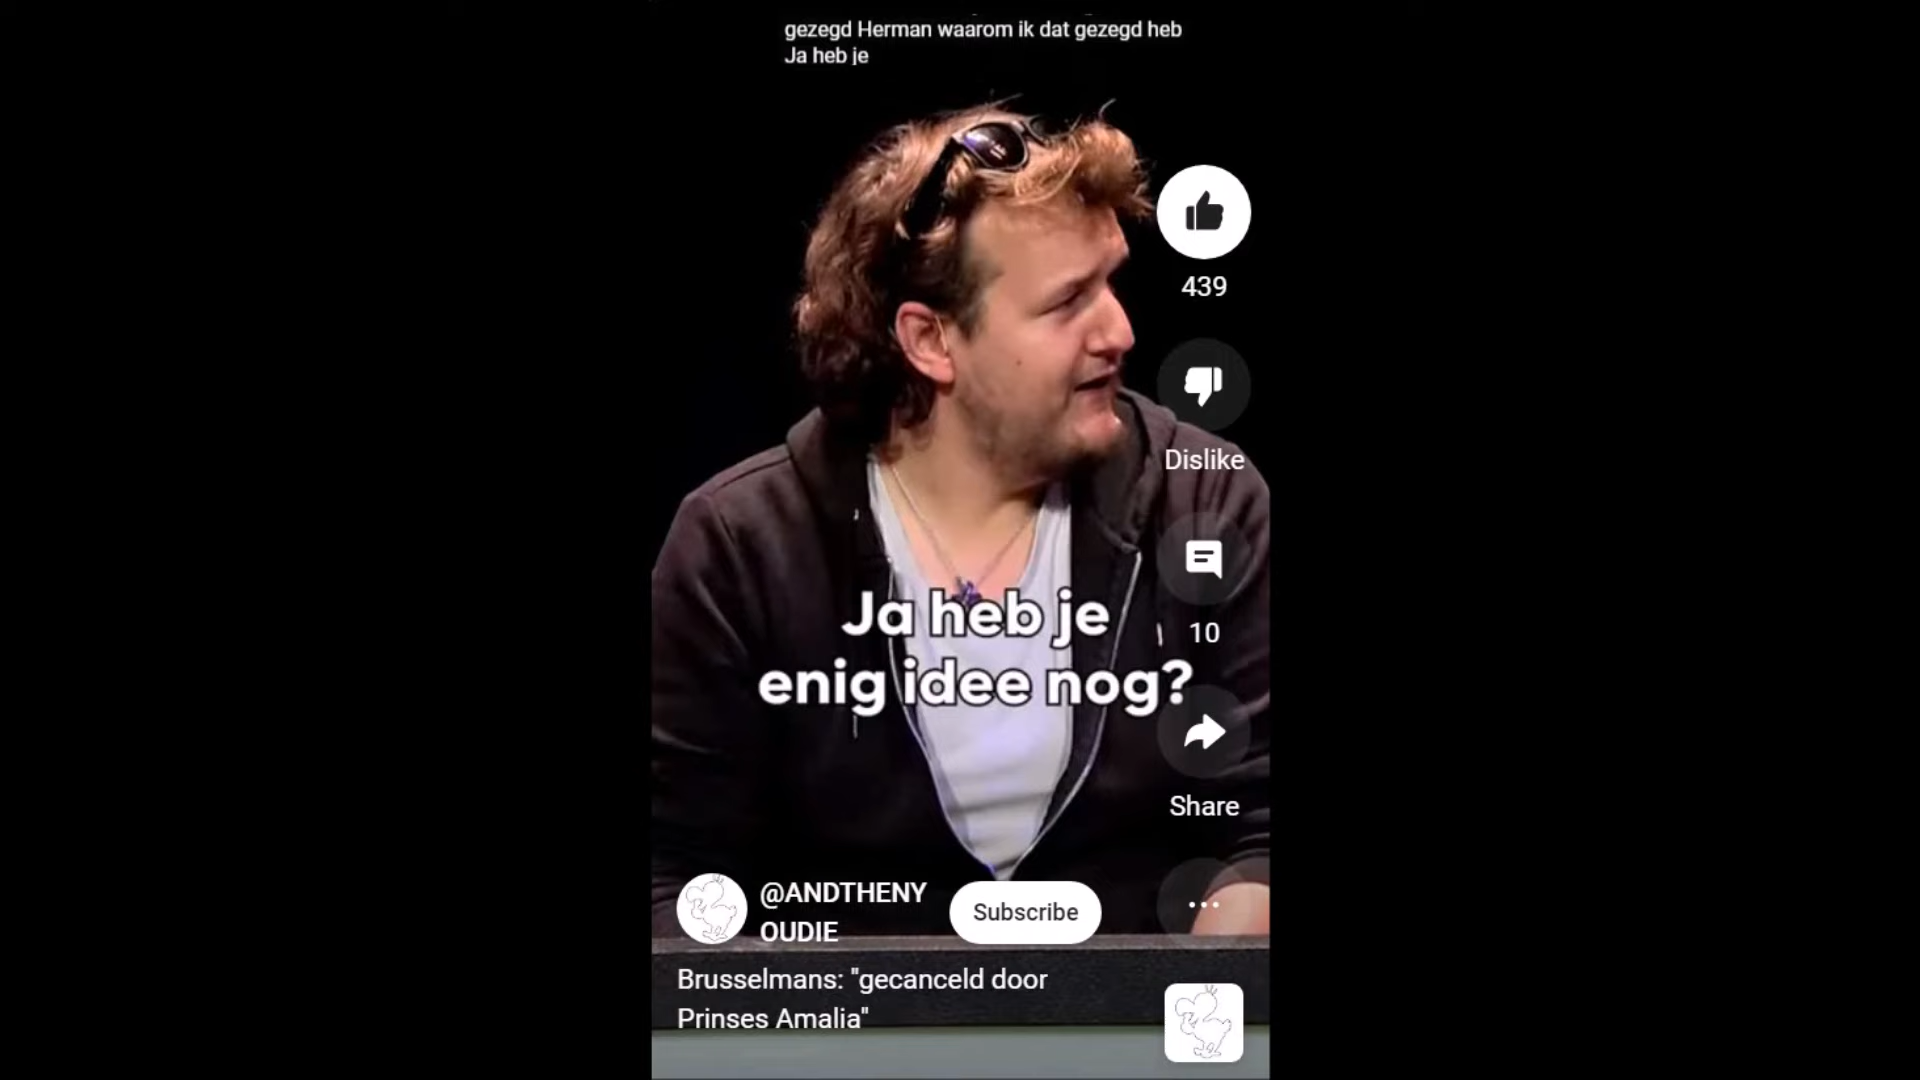 gezegd Herman waarom ik dat gezegd heb
Ja heb je
439
Dislike
Ja heb je
enig idee nog?
10
Share
@ANDTHENY
OUDIE
Subscribe
Brusselmans: "gecanceld door
Prinses Amalia"